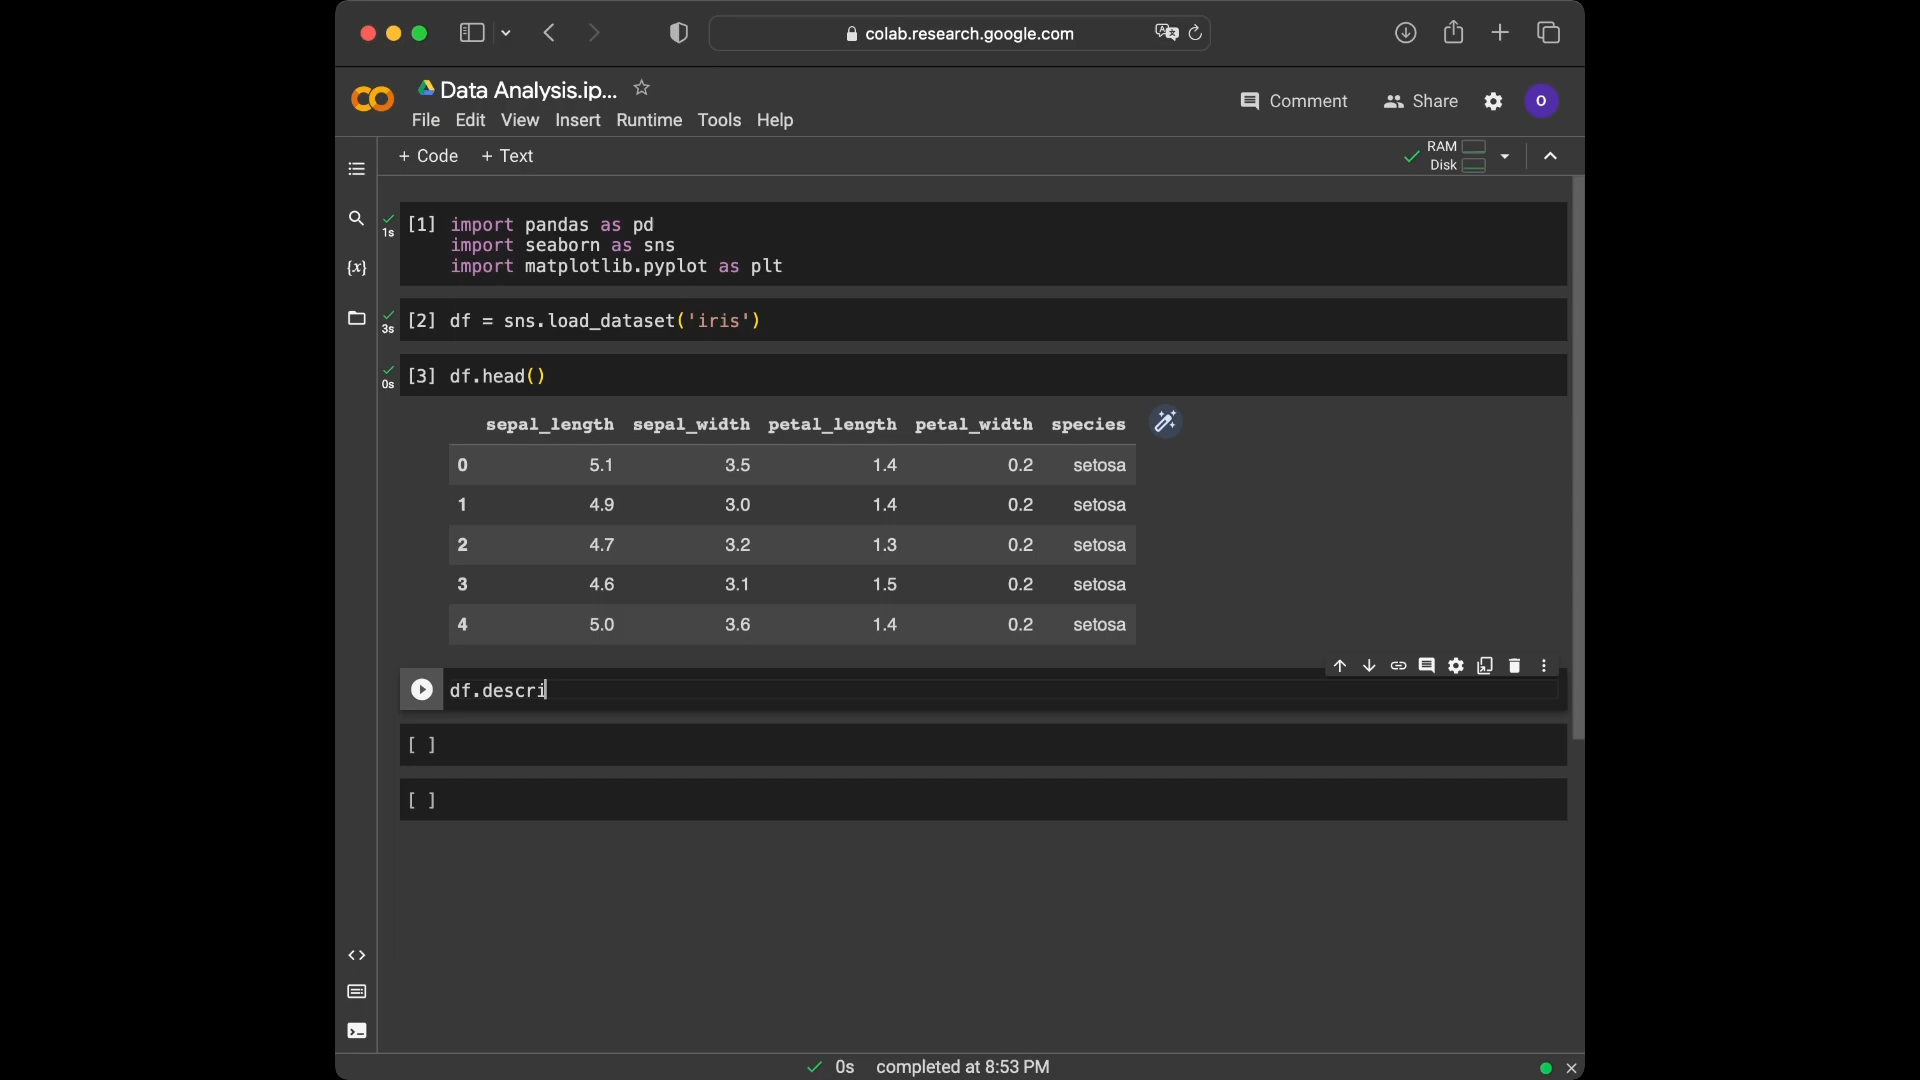 colab.research.google.com
Data Analysis.ip...
File Edit View Insert Runtime Tools Help
Comment Share O
+ Code + Text
RAM
Disk
1s [1] import pandas as pd
import seaborn as sns
import matplotlib.pyplot as plt
{x}
3s [2] df = sns.load_dataset('iris')
0s [3] df.head()
sepal_length sepal_width petal_length petal_width species
0 5.1 3.5 1.4 0.2 setosa
1 4.9 3.0 1.4 0.2 setosa
2 4.7 3.2 1.3 0.2 setosa
3 4.6 3.1 1.5 0.2 setosa
4 5.0 3.6 1.4 0.2 setosa
df.descri
[ ]
[ ]
0s completed at 8:53 PM